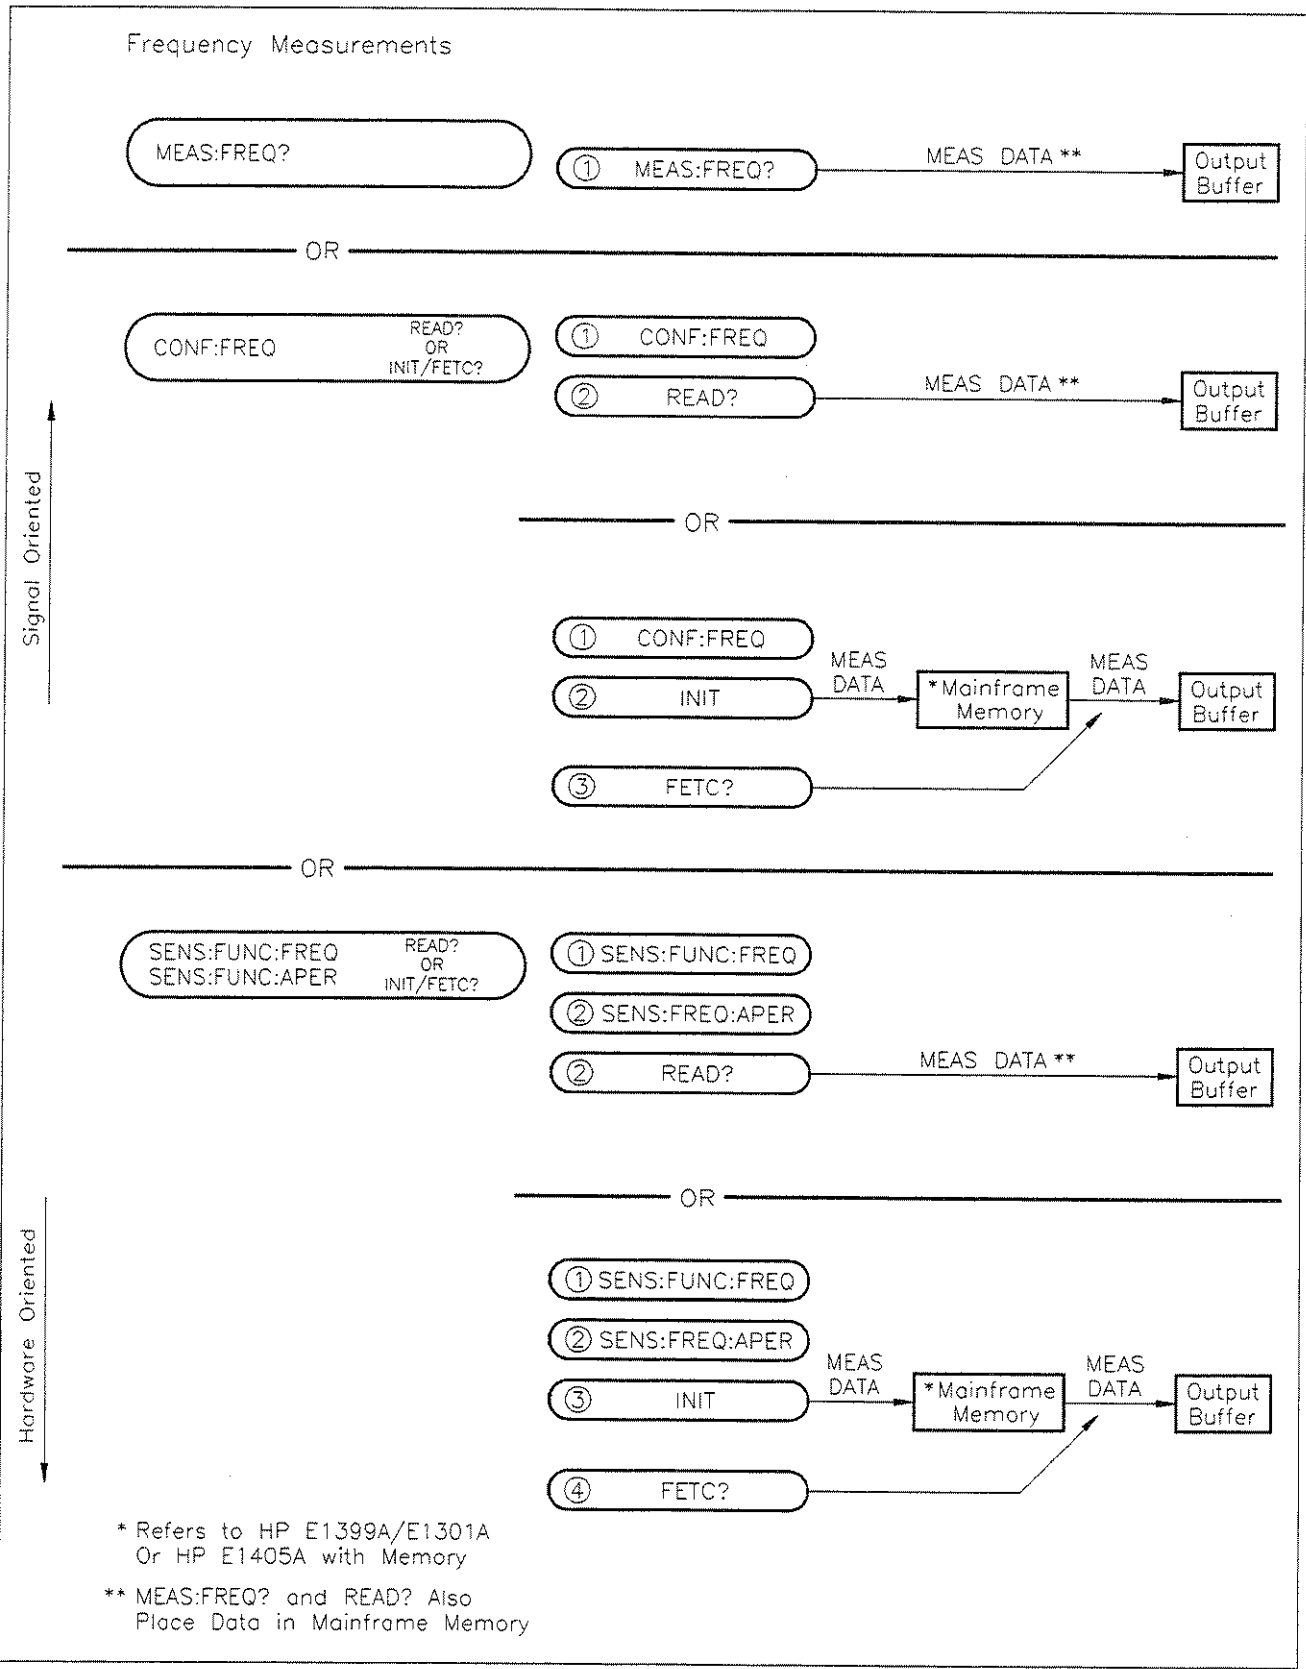 Frequency Measurements
MEAS:FREQ?
① MEAS:FREQ?
MEAS DATA **
Output
Buffer
OR
CONF:FREQ
READ?
OR
INIT/FETC?
① CONF:FREQ
② READ?
MEAS DATA **
Output
Buffer
Signal Oriented
OR
① CONF:FREQ
② INIT
MEAS
DATA
*Mainframe
Memory
MEAS
DATA
Output
Buffer
③ FETC?
OR
SENS:FUNC:FREQ
SENS:FUNC:APER
READ?
OR
INIT/FETC?
① SENS:FUNC:FREQ
② SENS:FREQ:APER
② READ?
MEAS DATA **
Output
Buffer
OR
Hardware Oriented
① SENS:FUNC:FREQ
② SENS:FREQ:APER
③ INIT
MEAS
DATA
*Mainframe
Memory
MEAS
DATA
Output
Buffer
④ FETC?
* Refers to HP E1399A/E1301A
Or HP E1405A with Memory
** MEAS:FREQ? and READ? Also
Place Data in Mainframe Memory